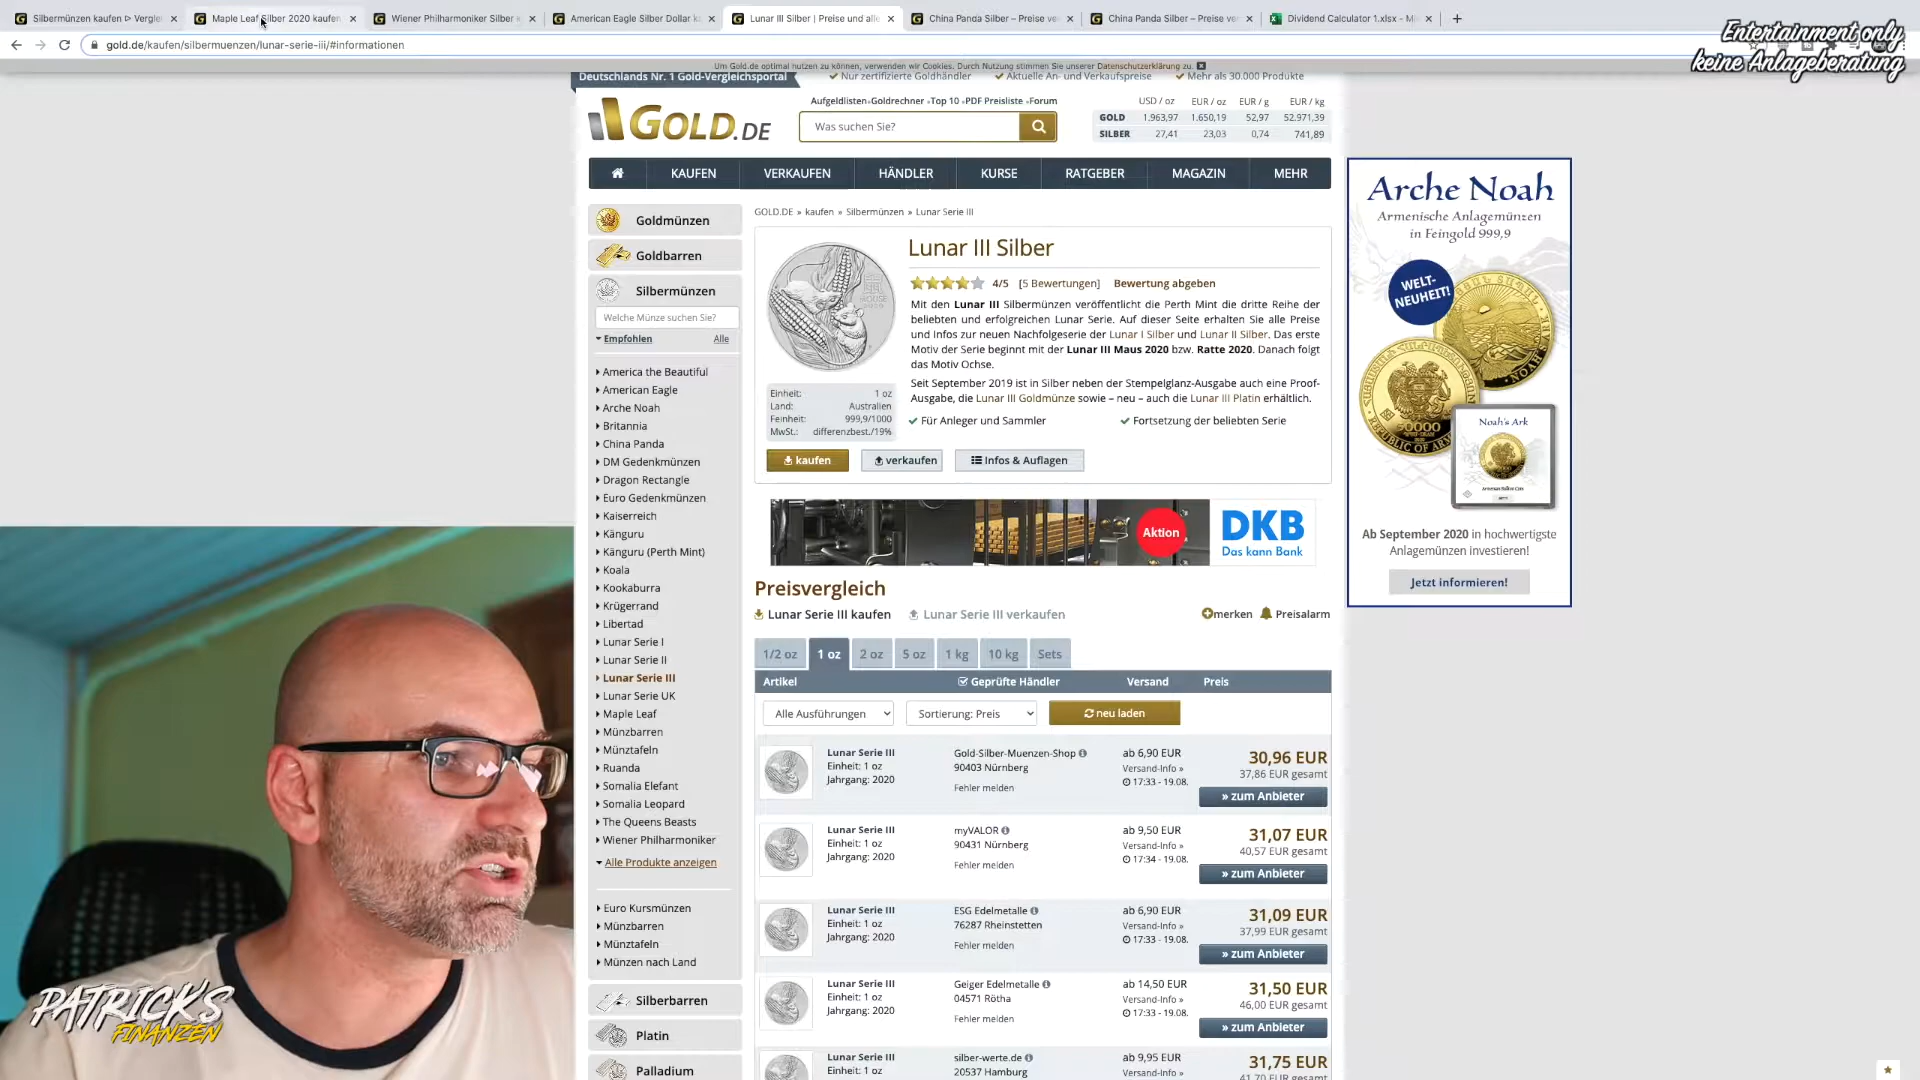 Silbermünzen kaufen ᐅ Vergle
Maple Leaf Silber 2020 kaufen
Wiener Philharmoniker Silber k
American Eagle Silber Dollar k
Lunar III Silber | Preise und alle
China Panda Silber – Preise ve
China Panda Silber – Preise ve
Dividend Calculator 1.xlsx - Mi
gold.de/kaufen/silbermuenzen/lunar-serie-iii/#informationen
Entertainment only
keine Anlageberatung
Um Gold.de optimal nutzen zu können, verwenden wir Cookies. Durch Nutzung stimmen Sie unserer Datenschutzerklärung zu.
Deutschlands Nr. 1 Gold-Vergleichsportal
Nur zertifizierte Goldhändler
Aktuelle An- und Verkaufspreise
Mehr als 30.000 Produkte
GOLD.DE
Aufgeldlisten Goldrechner Top 10 PDF Preisliste Forum
Was suchen Sie?
USD / oz EUR / oz EUR / g EUR / kg
GOLD 1.963,97 1.650,19 52,97 52.971,39
SILBER 27,41 23,03 0,74 741,89
KAUFEN VERKAUFEN HÄNDLER KURSE RATGEBER MAGAZIN MEHR
Goldmünzen
Goldbarren
Silbermünzen
Welche Münze suchen Sie?
Empfohlen Alle
America the Beautiful
American Eagle
Arche Noah
Britannia
China Panda
DM Gedenkmünzen
Dragon Rectangle
Euro Gedenkmünzen
Kaiserreich
Känguru
Känguru (Perth Mint)
Koala
Kookaburra
Krügerrand
Libertad
Lunar Serie I
Lunar Serie II
Lunar Serie III
Lunar Serie UK
Maple Leaf
Münzbarren
Münztafeln
Ruanda
Somalia Elefant
Somalia Leopard
The Queens Beasts
Wiener Philharmoniker
Alle Produkte anzeigen
Euro Kursmünzen
Münzbarren
Münztafeln
Münzen nach Land
Silberbarren
Platin
Palladium
GOLD.DE » kaufen » Silbermünzen » Lunar Serie III
Lunar III Silber
4/5 [5 Bewertungen] Bewertung abgeben
Mit den Lunar III Silbermünzen veröffentlicht die Perth Mint die dritte Reihe der
beliebten und erfolgreichen Lunar Serie. Auf dieser Seite erhalten Sie alle Preise
und Infos zur neuen Nachfolgeserie der Lunar I Silber und Lunar II Silber. Das erste
Motiv der Serie beginnt mit der Lunar III Maus 2020 bzw. Ratte 2020. Danach folgt
das Motiv Ochse.
Seit September 2019 ist in Silber neben der Stempelglanz-Ausgabe auch eine Proof-
Ausgabe, die Lunar III Goldmünze sowie – neu – auch die Lunar III Platin erhältlich.
Für Anleger und Sammler
Fortsetzung der beliebten Serie
Einheit: 1 oz
Land: Australien
Feinheit: 999,9/1000
MwSt.: differenzbest./19%
kaufen
verkaufen
Infos & Auflagen
Aktion
DKB
Das kann Bank
Preisvergleich
Lunar Serie III kaufen
Lunar Serie III verkaufen
merken
Preisalarm
1/2 oz 1 oz 2 oz 5 oz 1 kg 10 kg Sets
Artikel Geprüfte Händler Versand Preis
Alle Ausführungen
Sortierung: Preis
neu laden
Lunar Serie III
Einheit: 1 oz
Jahrgang: 2020
Gold-Silber-Muenzen-Shop
90403 Nürnberg
Fehler melden
ab 6,90 EUR
Versand-Info »
17:33 - 19.08.
30,96 EUR
37,86 EUR gesamt
» zum Anbieter
Lunar Serie III
Einheit: 1 oz
Jahrgang: 2020
myVALOR
90431 Nürnberg
Fehler melden
ab 9,50 EUR
Versand-Info »
17:34 - 19.08.
31,07 EUR
40,57 EUR gesamt
» zum Anbieter
Lunar Serie III
Einheit: 1 oz
Jahrgang: 2020
ESG Edelmetalle
76287 Rheinstetten
Fehler melden
ab 6,90 EUR
Versand-Info »
17:33 - 19.08.
31,09 EUR
37,99 EUR gesamt
» zum Anbieter
Lunar Serie III
Einheit: 1 oz
Jahrgang: 2020
Geiger Edelmetalle
04571 Rötha
Fehler melden
ab 14,50 EUR
Versand-Info »
17:33 - 19.08.
31,50 EUR
46,00 EUR gesamt
» zum Anbieter
Lunar Serie III
Einheit: 1 oz
silber-werte.de
20537 Hamburg
ab 9,95 EUR
Versand-Info »
31,75 EUR
41,70 EUR gesamt
Arche Noah
Armenische Anlagemünzen
in Feingold 999,9
WELT-
NEUHEIT!
Noah's Ark
Ab September 2020 in hochwertigste
Anlagemünzen investieren!
Jetzt informieren!
PATRICKS
FINANZEN